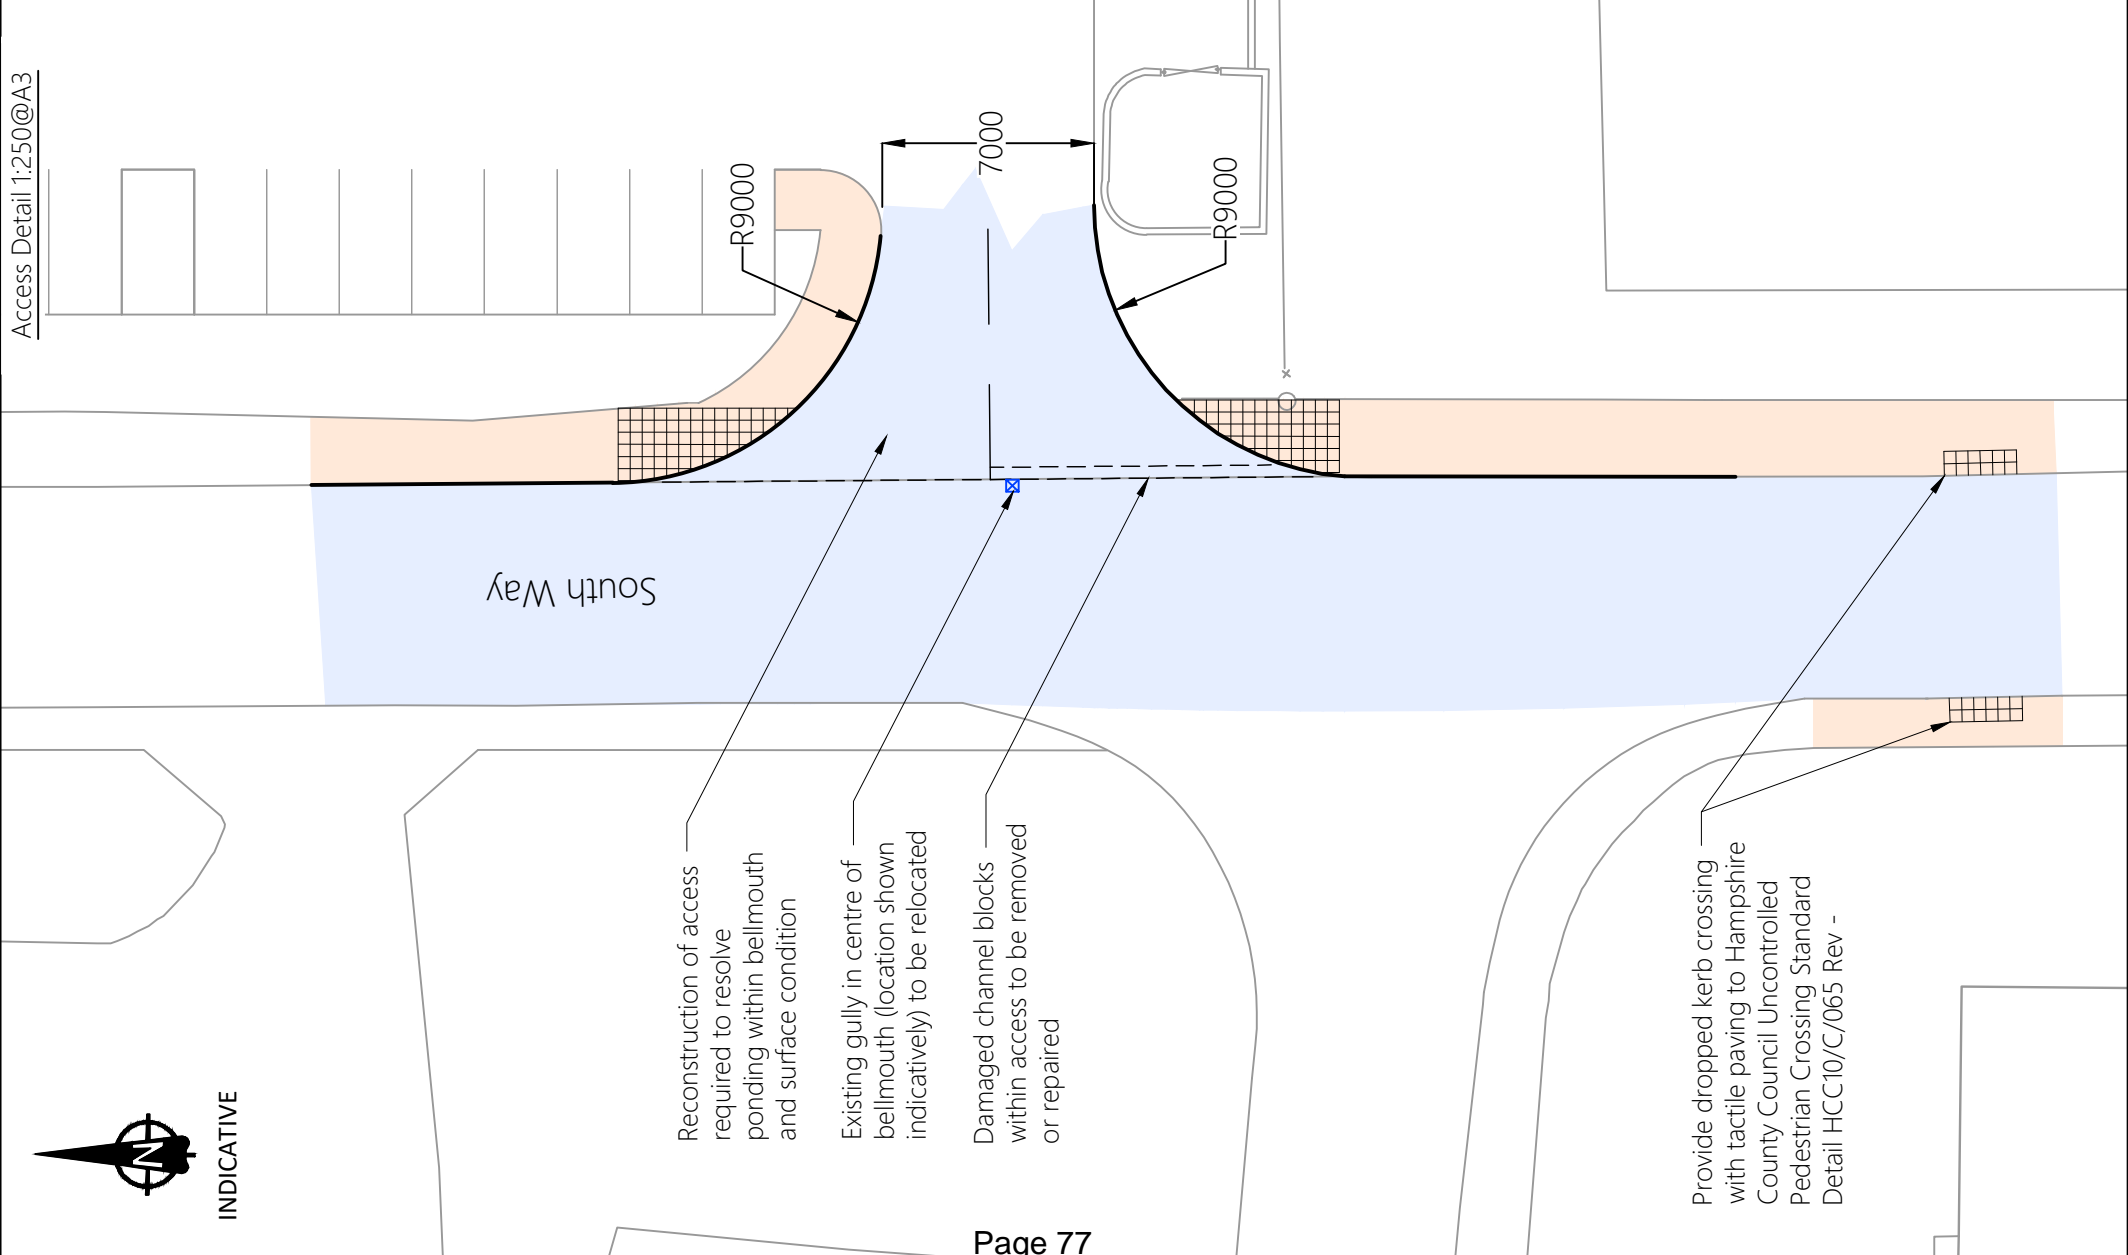 Access Detail 1:250@A3
R9000
7000
R9000
South Way
Reconstruction of access
required to resolve
ponding within bellmouth
and surface condition
Existing gully in centre of
bellmouth (location shown
indicatively) to be relocated
Damaged channel blocks
within access to be removed
or repaired
Provide dropped kerb crossing
with tactile paving to Hampshire
County Council Uncontrolled
Pedestrian Crossing Standard
Detail HCC10/C/065 Rev -
N
INDICATIVE
Page 77